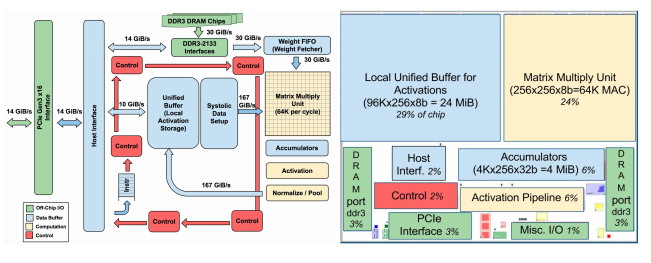 DDR3 DRAM Chips
30 GiB/s
14 GiB/s
DDR3-2133
Interfaces
30 GiB/s
Weight FIFO
(Weight Fetcher)
30 GiB/s
Control
Control
14 GiB/s
PCIe Gen3 x16
Interface
14 GiB/s
Host Interface
10 GiB/s
Unified
Buffer
(Local
Activation
Storage)
Systolic
Data
Setup
167
GiB/s
Matrix Multiply
Unit
(64K per cycle)
Control
Accumulators
Activation
Normalize / Pool
Instr
167 GiB/s
Control
Control
Off-Chip I/O
Data Buffer
Computation
Control
Local Unified Buffer for
Activations
(96Kx256x8b = 24 MiB)
29% of chip
Matrix Multiply Unit
(256x256x8b=64K MAC)
24%
D
R
A
M
port
ddr3
3%
Host
Interf. 2%
Accumulators
(4Kx256x32b =4 MiB) 6%
D
R
A
M
port
ddr3
3%
Control 2%
Activation Pipeline 6%
PCIe
Interface 3%
Misc. I/O 1%